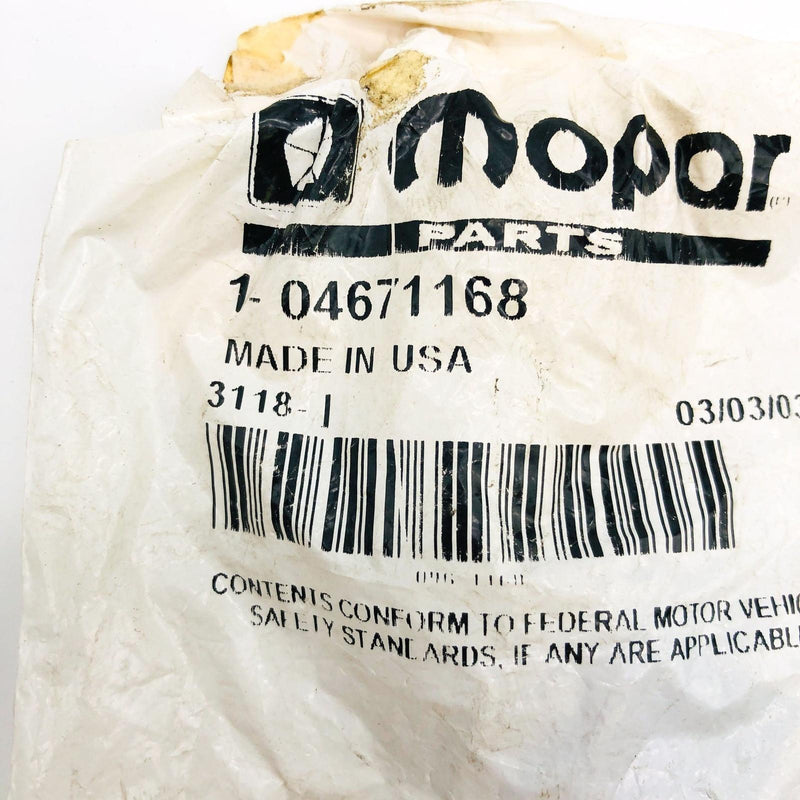 mopar
PARTS
1- 04671168
MADE IN USA
3118-I 03/03/03
CONTENTS CONFORM TO FEDERAL MOTOR VEHIC
SAFETY STANDARDS, IF ANY ARE APPLICABLE